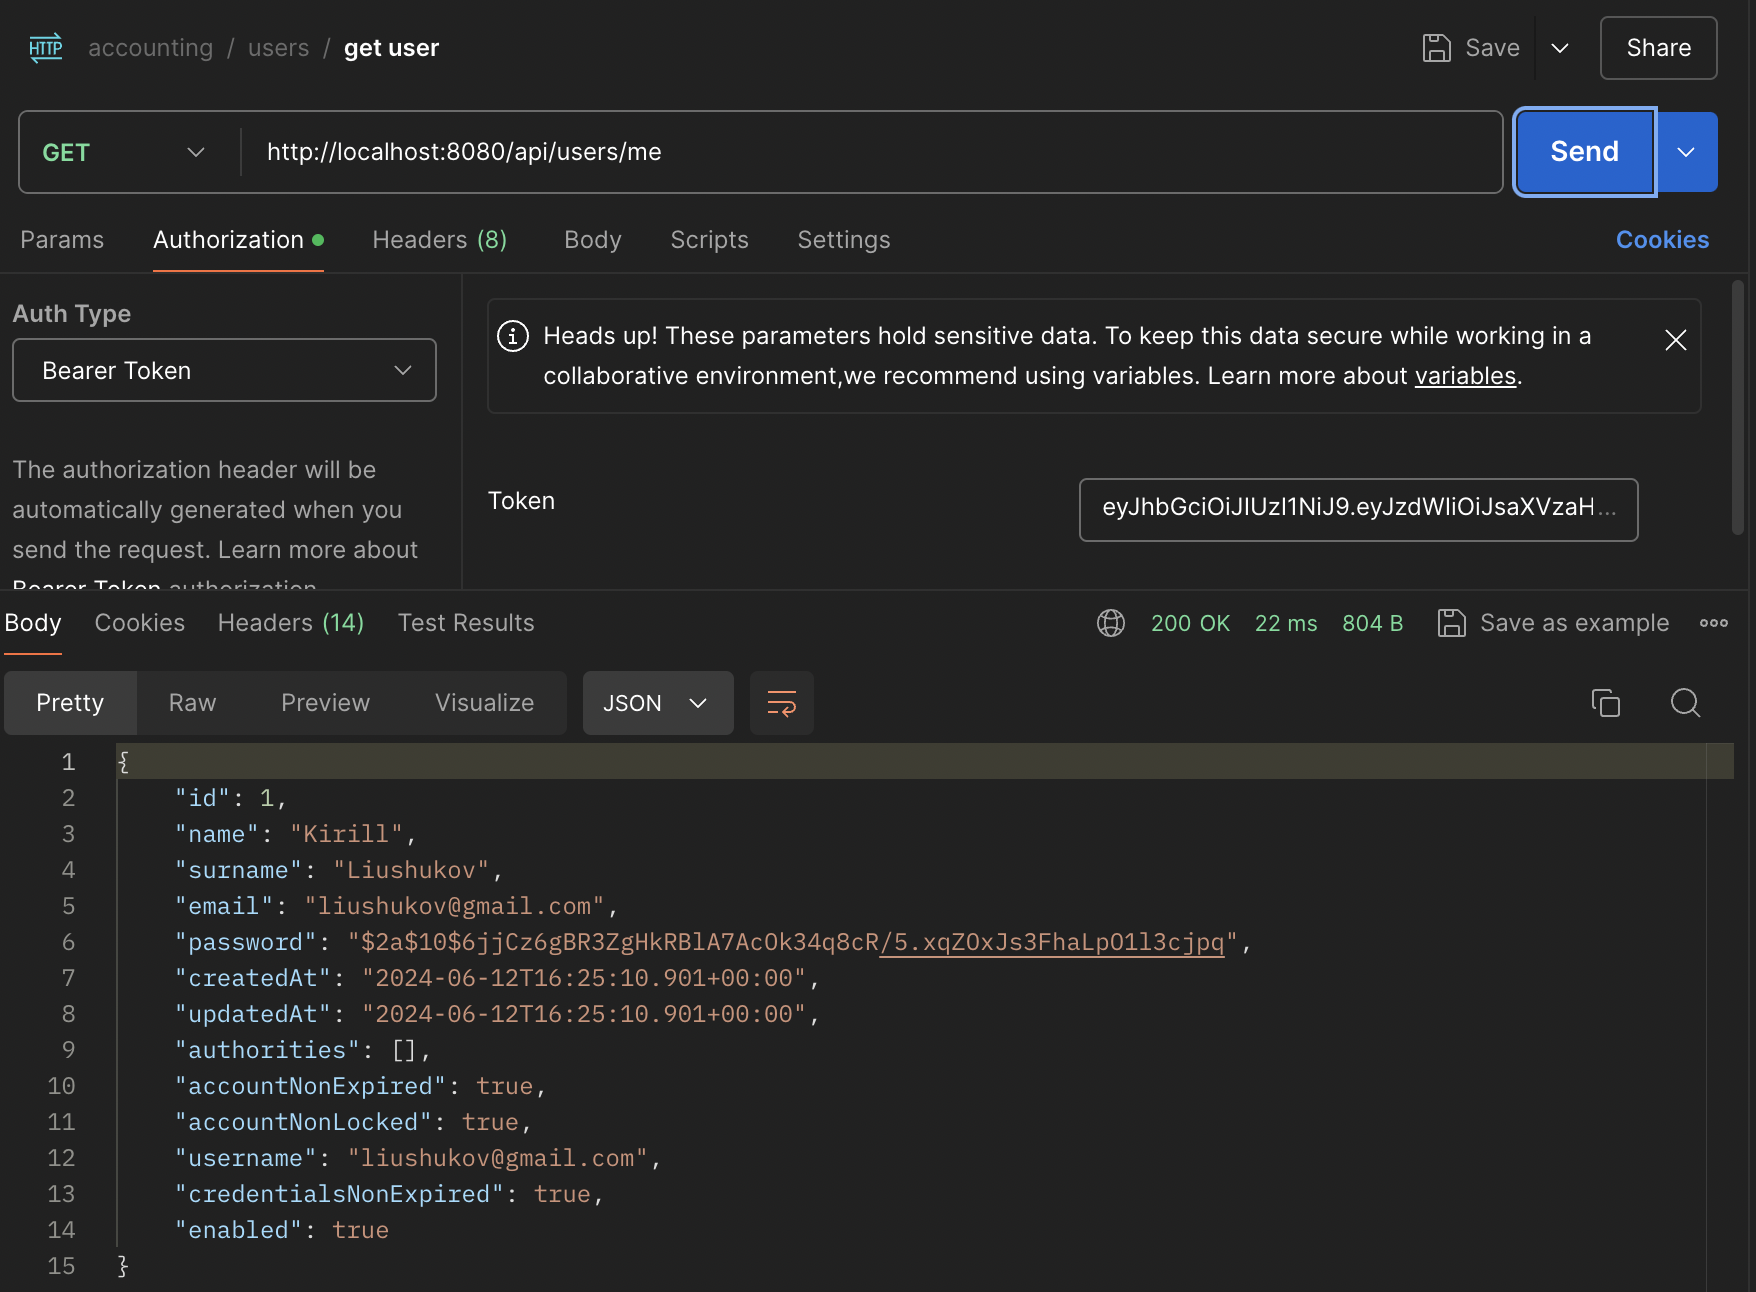 HTTP accounting / users / get user Save Share
GET http://localhost:8080/api/users/me Send
Params Authorization Headers (8) Body Scripts Settings Cookies
Auth Type
Bearer Token
The authorization header will be
automatically generated when you
send the request. Learn more about
Bearer Token authorization
Heads up! These parameters hold sensitive data. To keep this data secure while working in a
collaborative environment,we recommend using variables. Learn more about variables.
Token eyJhbGciOiJIUzI1NiJ9.eyJzdWIiOiJsaXVzaH...
Body Cookies Headers (14) Test Results 200 OK 22 ms 804 B Save as example
Pretty Raw Preview Visualize JSON
1 {
2 "id": 1,
3 "name": "Kirill",
4 "surname": "Liushukov",
5 "email": "liushukov@gmail.com",
6 "password": "$2a$10$6jjCz6gBR3ZgHkRBlA7AcOk34q8cR/5.xqZOxJs3FhaLpO1l3cjpq",
7 "createdAt": "2024-06-12T16:25:10.901+00:00",
8 "updatedAt": "2024-06-12T16:25:10.901+00:00",
9 "authorities": [],
10 "accountNonExpired": true,
11 "accountNonLocked": true,
12 "username": "liushukov@gmail.com",
13 "credentialsNonExpired": true,
14 "enabled": true
15 }